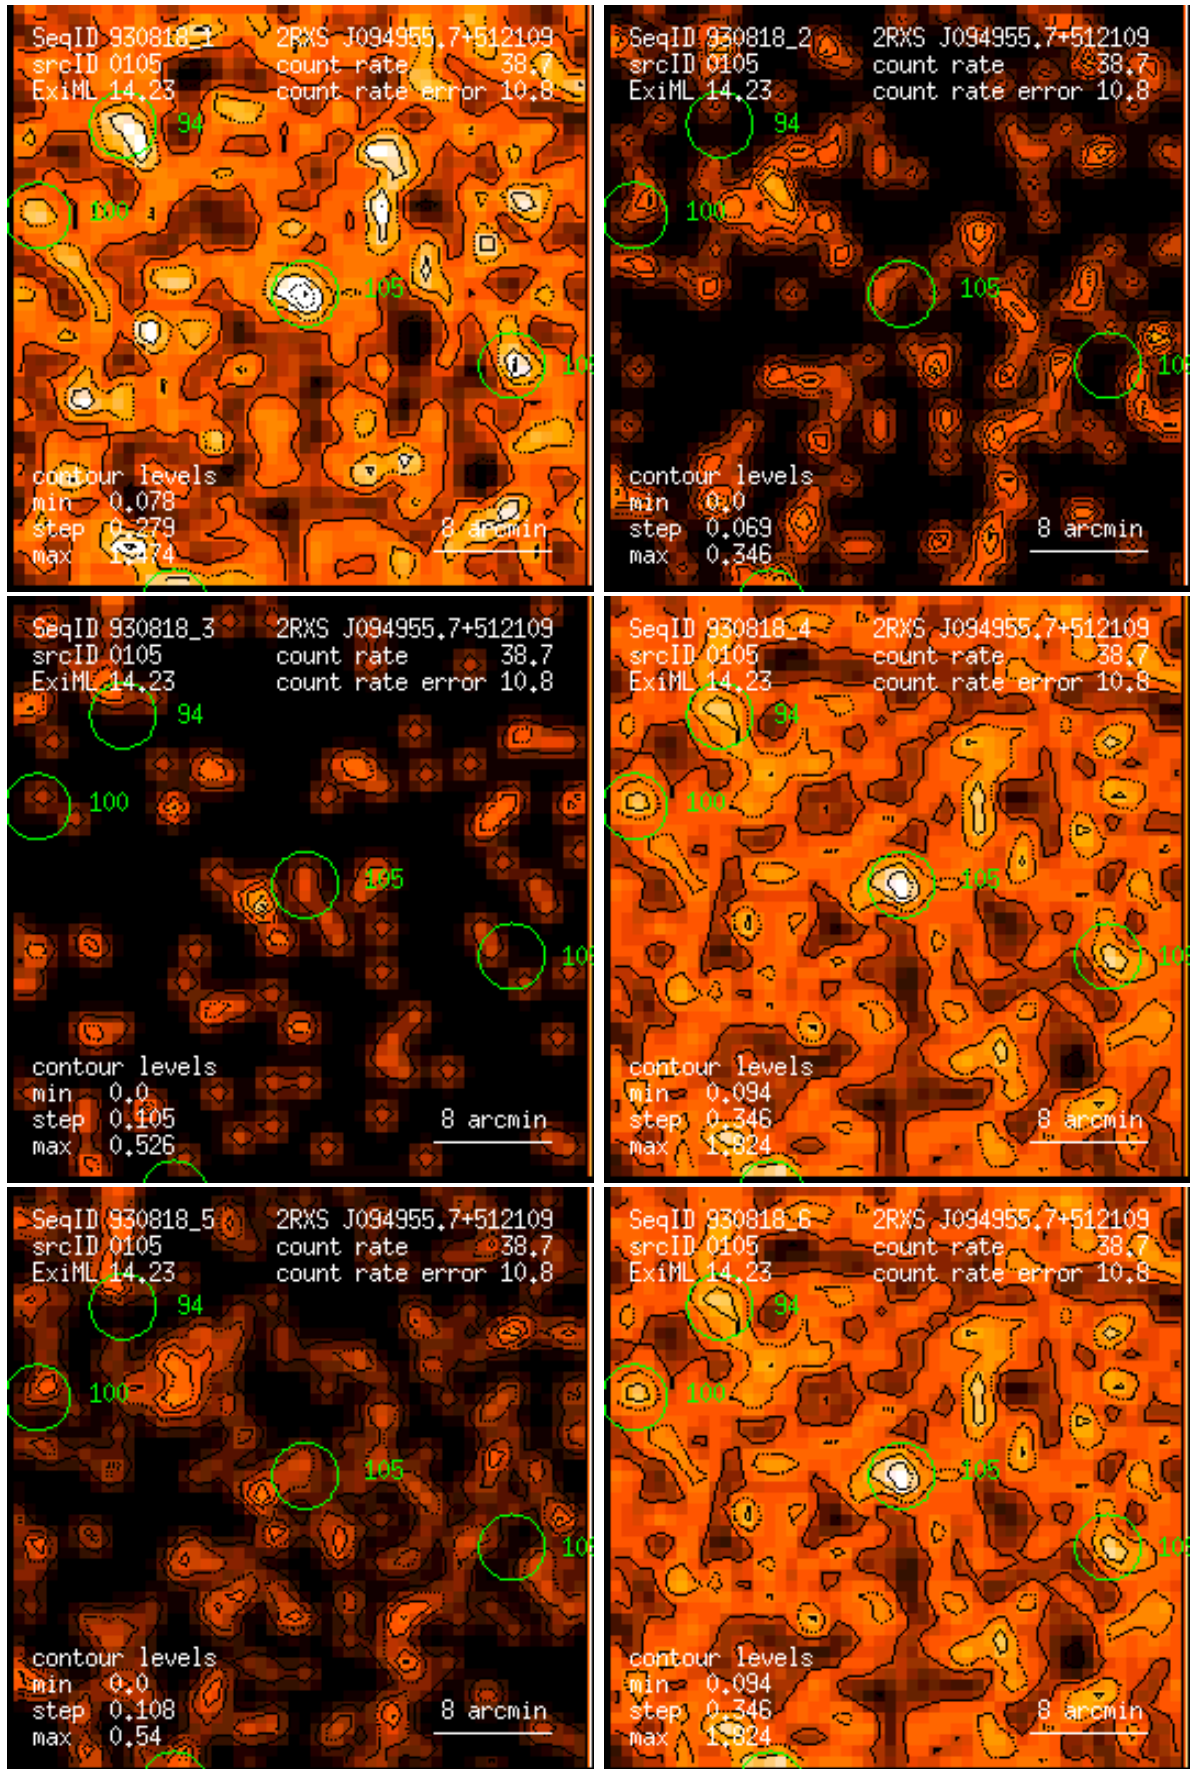 SeqID 930818_1 2RXS J094955.7+512109
srcID 0105 count rate 38.7
ExiML 14.23 count rate error 10.8
94
100
105
contour levels
min 0.078
step 0.279
max 8 arcmin
SeqID 930818_2 2RXS J094955.7+512109
srcID 0105 count rate 38.7
ExiML 14.23 count rate error 10.8
94
100
105
contour levels
min 0.0
step 0.069 8 arcmin
max 0.346
SeqID 930818_3 2RXS J094955.7+512109
srcID 0105 count rate 38.7
ExiML 14.23 count rate error 10.8
94
100
105
contour levels
min 0.0
step 0.105 8 arcmin
max 0.526
SeqID 930818_4 2RXS J094955.7+512109
srcID 0105 count rate 38.7
ExiML 14.23 count rate error 10.8
94
100
105
contour levels
min 0.094
step 0.346 8 arcmin
max 1.824
SeqID 930818_5 2RXS J094955.7+512109
srcID 0105 count rate 38.7
ExiML 14.23 count rate error 10.8
94
100
105
contour levels
min 0.0
step 0.108 8 arcmin
max 0.54
SeqID 930818_6 2RXS J094955.7+512109
srcID 0105 count rate 38.7
ExiML 14.23 count rate error 10.8
94
100
105
contour levels
min 0.094
step 0.346 8 arcmin
max 1.824